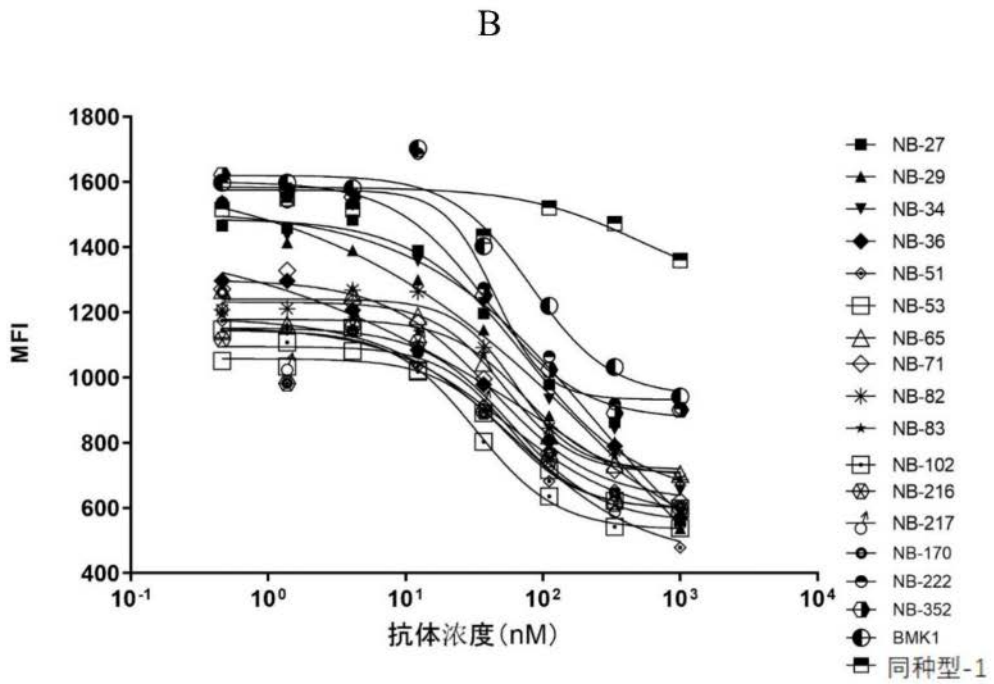 B
MFI
1800
1600
1400
1200
1000
800
600
400
10-1
100
101
102
103
104
抗体浓度(nM)
NB-27
NB-29
NB-34
NB-36
NB-51
NB-53
NB-65
NB-71
NB-82
NB-83
NB-102
NB-216
NB-217
NB-170
NB-222
NB-352
BMK1
同种型-1